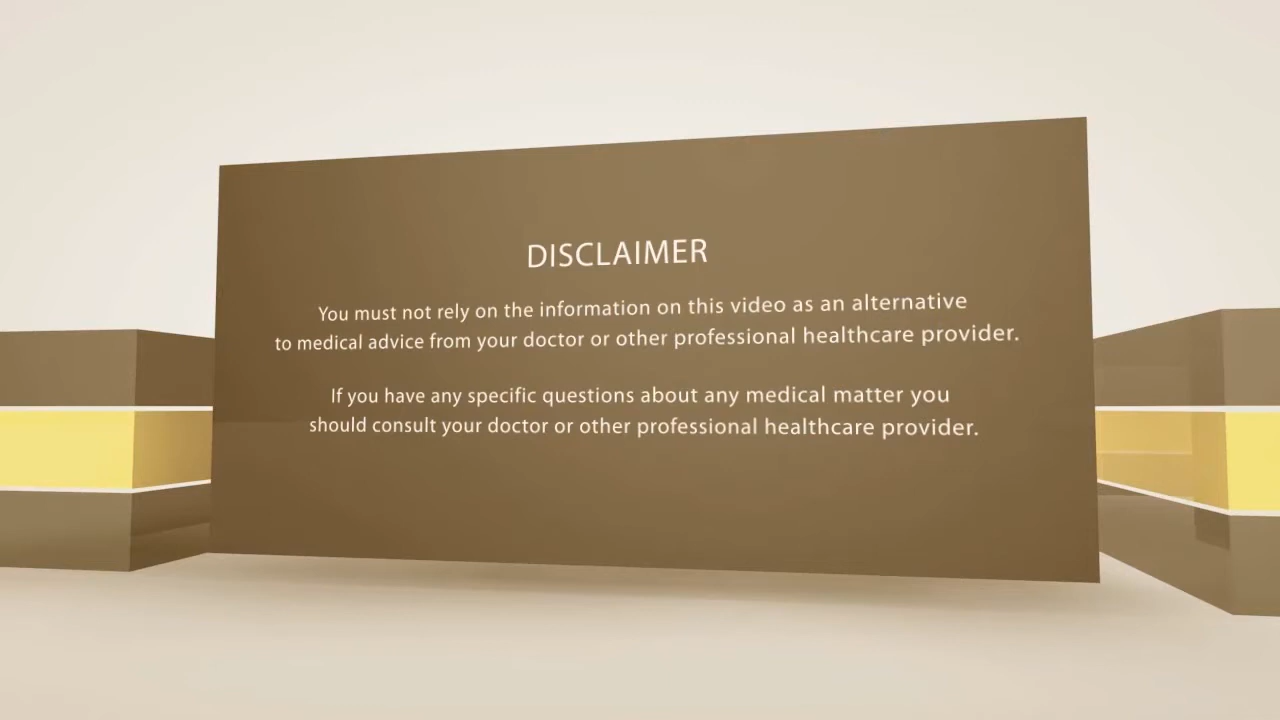 DISCLAIMER
You must not rely on the information on this video as an alternative
to medical advice from your doctor or other professional healthcare provider.
If you have any specific questions about any medical matter you
should consult your doctor or other professional healthcare provider.